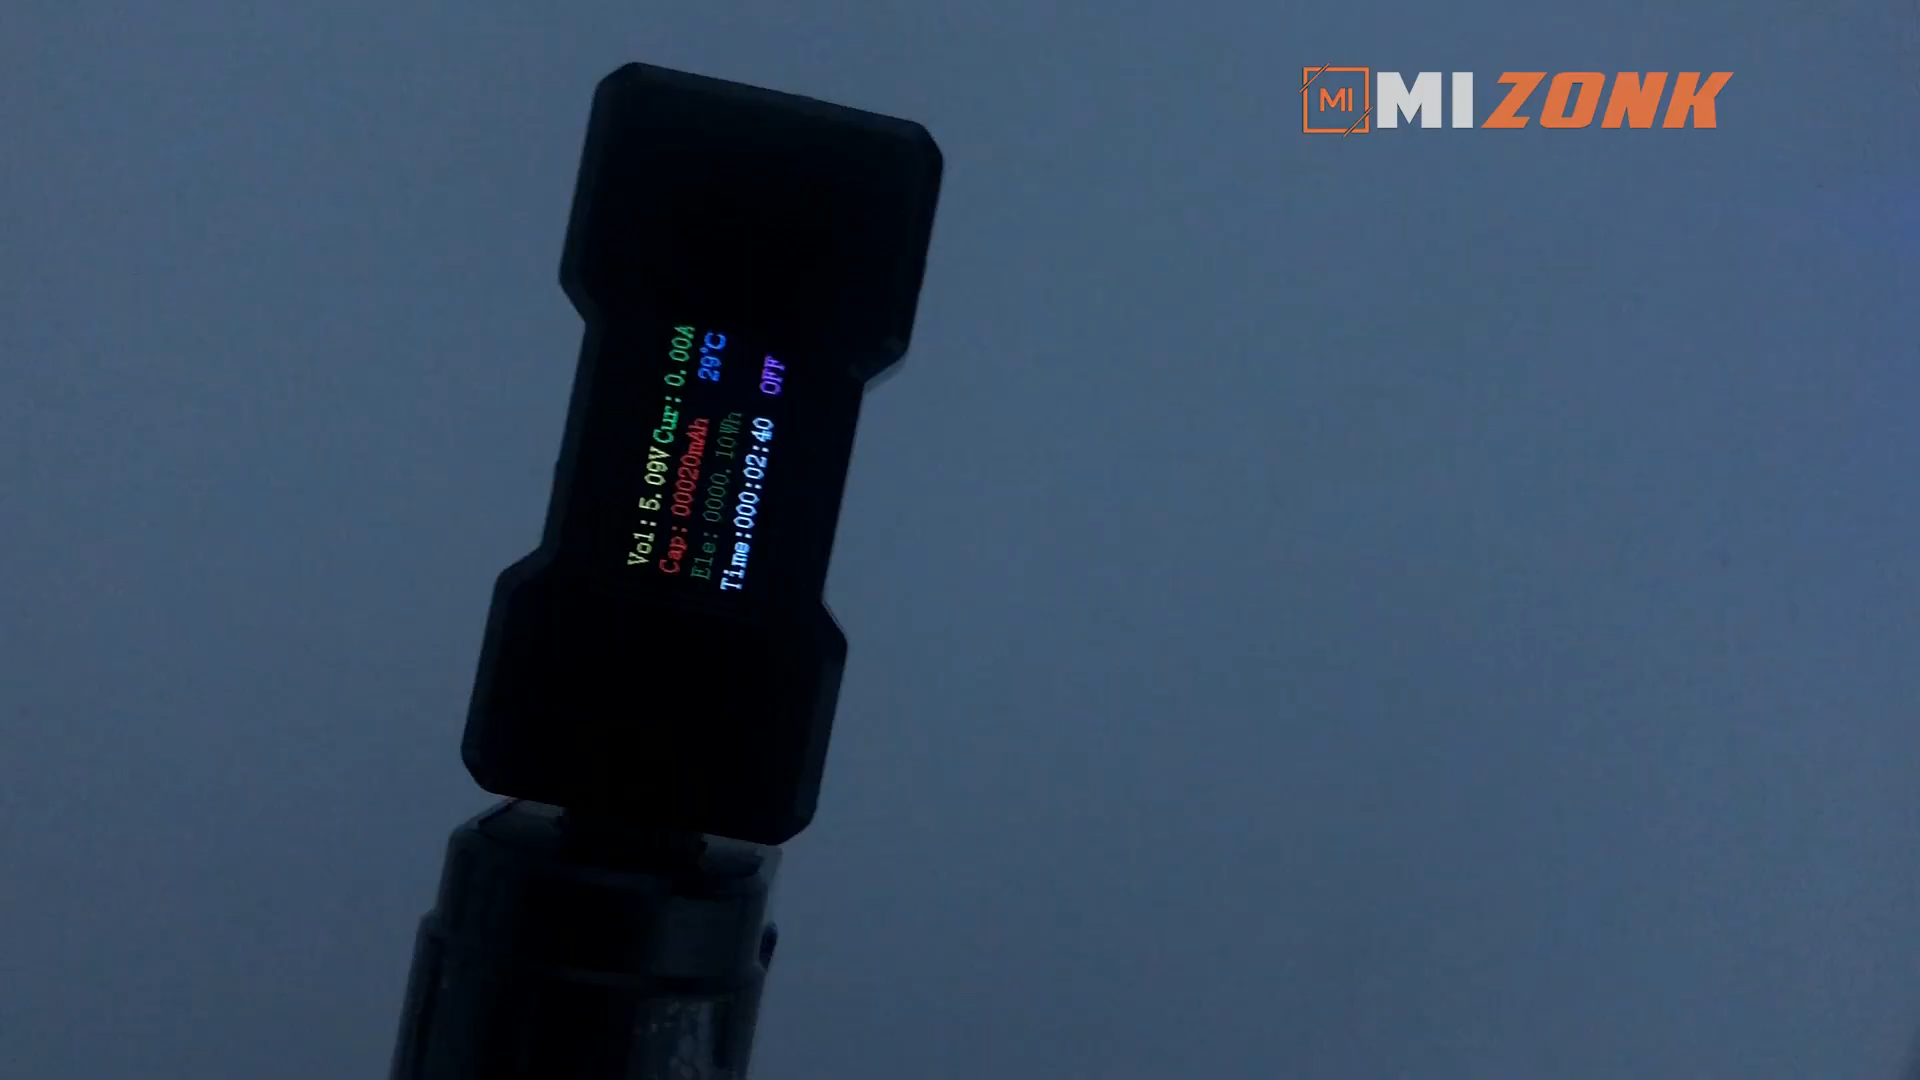 MI MIZONK
Vol:5.09V Cur:0.00A
Cap:00020mAh 29°C
Ele:0000.10Wh
Time:000:02:40 OFF